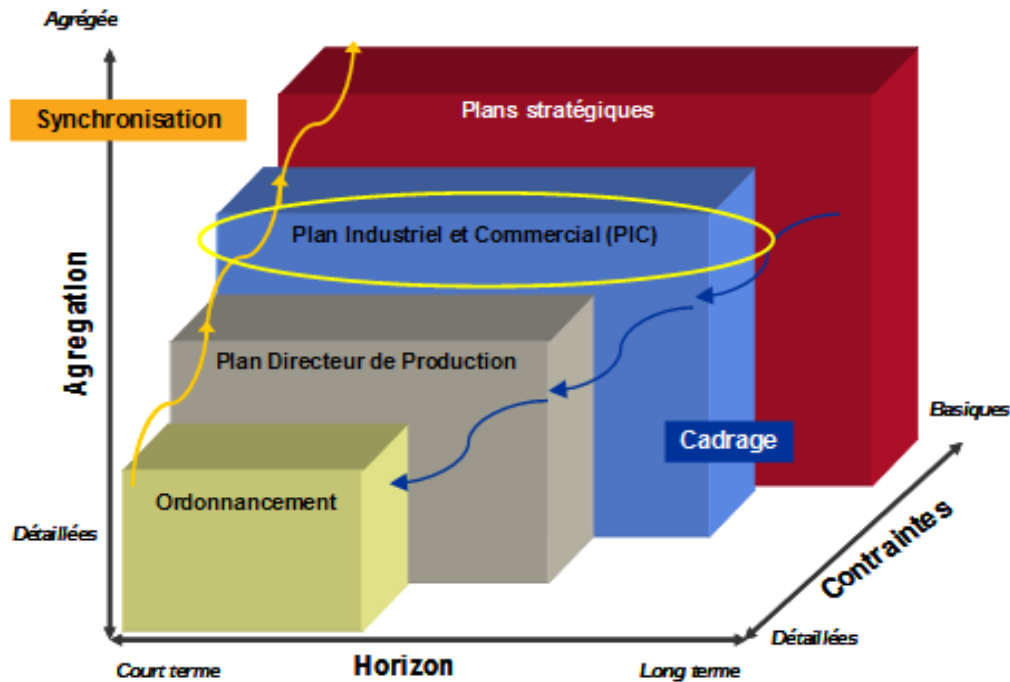 Agrégée
Synchronisation
Plans stratégiques
Plan Industriel et Commercial (PIC)
Agregation
Plan Directeur de Production
Basiques
Cadrage
Ordonnancement
Détaillées
Contraintes
Détaillées
Court terme
Horizon
Long terme